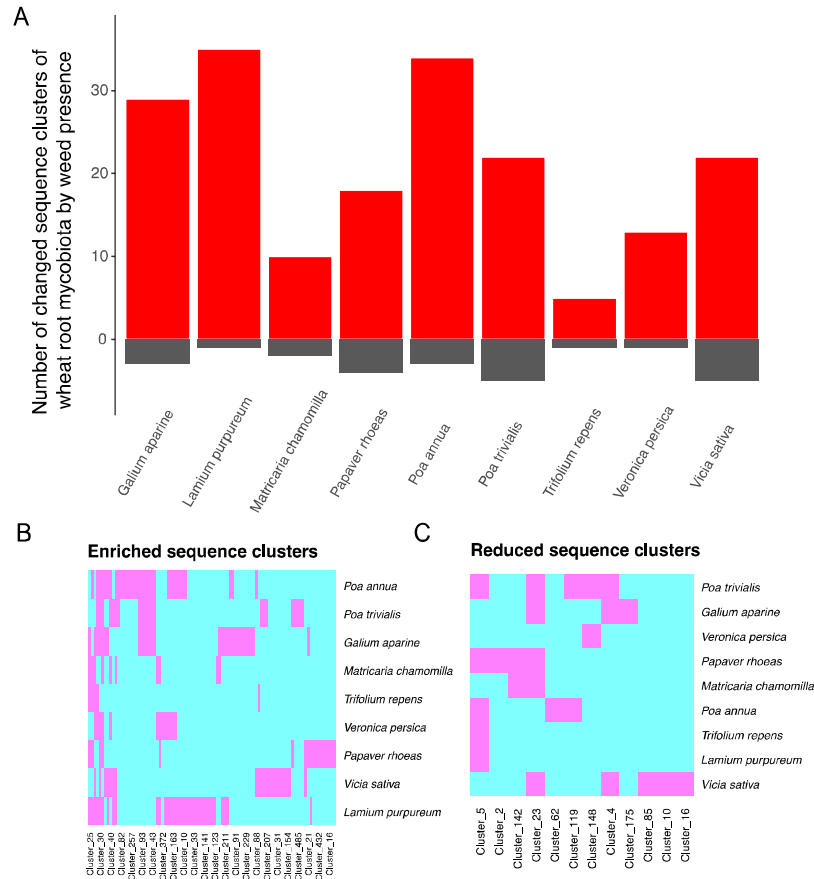 A
Number of changed sequence clusters of
wheat root mycobiota by weed presence
30
20
10
0
Galium aparine
Lamium purpureum
Matricaria chamomilla
Papaver rhoeas
Poa annua
Poa trivialis
Trifolium repens
Veronica persica
Vicia sativa
B
Enriched sequence clusters
Poa annua
Poa trivialis
Galium aparine
Matricaria chamomilla
Trifolium repens
Veronica persica
Papaver rhoeas
Vicia sativa
Lamium purpureum
Cluster_25
Cluster_30
Cluster_40
Cluster_82
Cluster_257
Cluster_93
Cluster_43
Cluster_372
Cluster_163
Cluster_10
Cluster_33
Cluster_141
Cluster_123
Cluster_211
Cluster_91
Cluster_229
Cluster_88
Cluster_207
Cluster_31
Cluster_154
Cluster_485
Cluster_21
Cluster_432
Cluster_16
C
Reduced sequence clusters
Poa trivialis
Galium aparine
Veronica persica
Papaver rhoeas
Matricaria chamomilla
Poa annua
Trifolium repens
Lamium purpureum
Vicia sativa
Cluster_5
Cluster_2
Cluster_142
Cluster_23
Cluster_62
Cluster_119
Cluster_148
Cluster_4
Cluster_175
Cluster_85
Cluster_10
Cluster_16